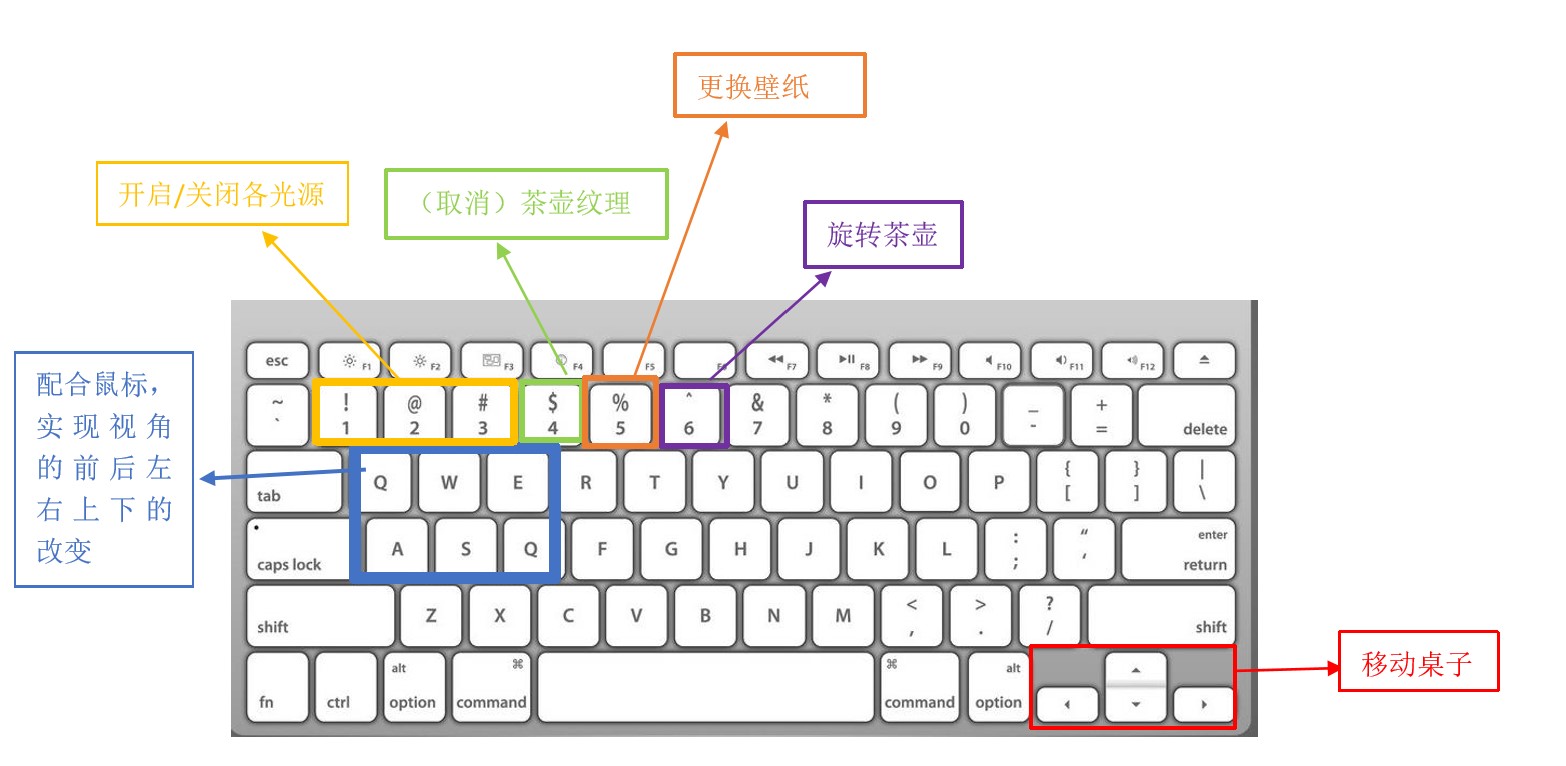 更换壁纸
开启/关闭各光源
（取消）茶壶纹理
旋转茶壶
配合鼠标，
实现视角
的前后左
右上下的
改变
移动桌子
esc F1 F2 F3 F4 F5 F6 F7 F8 F9 F10 F11 F12
~ ! @ # $ % ^ & * ( ) _ +
` 1 2 3 4 5 6 7 8 9 0 - = delete
{ } |
tab Q W E R T Y U I O P [ ] \
: “ enter
caps lock A S Q F G H J K L ; ‘ return
< > ?
shift Z X C V B N M , . / shift
alt ⌘ ⌘ alt
fn ctrl option command command option